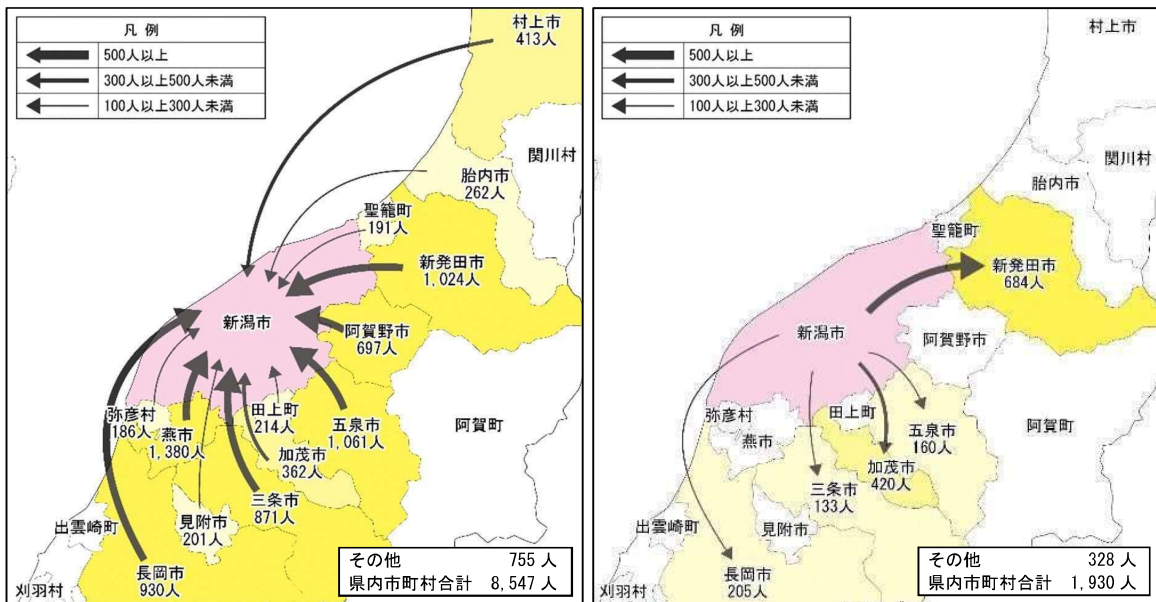 凡 例
500人以上
300人以上500人未満
100人以上300人未満
村上市
413人
関川村
胎内市
262人
聖籠町
191人
新発田市
1,024人
新潟市
阿賀野市
697人
弥彦村
186人
燕市
1,380人
田上町
214人
五泉市
1,061人
阿賀町
加茂市
362人
三条市
871人
見附市
201人
出雲崎町
長岡市
930人
刈羽村
その他 755 人
県内市町村合計 8,547 人
凡 例
500人以上
300人以上500人未満
100人以上300人未満
村上市
関川村
胎内市
聖籠町
新発田市
684人
新潟市
阿賀野市
弥彦村
燕市
田上町
五泉市
160人
阿賀町
加茂市
420人
三条市
133人
見附市
出雲崎町
長岡市
205人
刈羽村
その他 328 人
県内市町村合計 1,930 人